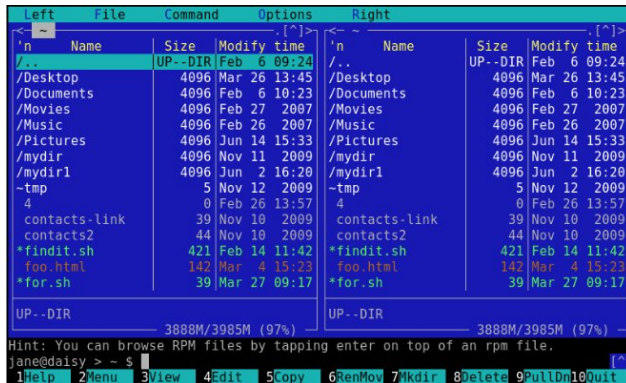 Left File Command Options Right
<- ~ .[^]> <- ~ .[^]>
'n Name Size Modify time 'n Name Size Modify time
/.. UP--DIR Feb 6 09:24 /.. UP--DIR Feb 6 09:24
/Desktop 4096 Mar 26 13:45 /Desktop 4096 Mar 26 13:45
/Documents 4096 Feb 6 10:23 /Documents 4096 Feb 6 10:23
/Movies 4096 Feb 26 2007 /Movies 4096 Feb 27 2007
/Music 4096 Feb 26 2007 /Music 4096 Feb 26 2007
/Pictures 4096 Jun 14 15:33 /Pictures 4096 Jun 14 15:33
/mydir 4096 Nov 11 2009 /mydir 4096 Nov 11 2009
/mydir1 4096 Jun 2 16:20 /mydir1 4096 Jun 2 16:20
~tmp 5 Nov 12 2009 ~tmp 5 Nov 12 2009
4 0 Feb 26 13:57 4 0 Feb 26 13:57
contacts-link 39 Nov 10 2009 contacts-link 39 Nov 10 2009
contacts2 44 Nov 10 2009 contacts2 44 Nov 10 2009
*findit.sh 421 Feb 14 11:42 *findit.sh 421 Feb 14 11:42
foo.html 142 Mar 4 15:23 foo.html 142 Mar 4 15:23
*for.sh 39 Mar 27 09:17 *for.sh 39 Mar 27 09:17
UP--DIR UP--DIR
3888M/3985M (97%) 3888M/3985M (97%)
Hint: You can browse RPM files by tapping enter on top of an rpm file.
jane@daisy > ~ $ [^
1Help 2Menu 3View 4Edit 5Copy 6RenMov 7Mkdir 8Delete 9PullDn 10Quit